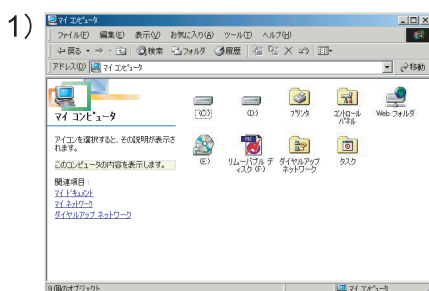 1)
マイ コンピュータ
ファイル(F) 編集(E) 表示(V) お気に入り(A) ツール(T) ヘルプ(H)
戻る 検索 フォルダ 履歴
アドレス(D) マイ コンピュータ 移動
マイ コンピュータ
アイコンを選択すると、その説明が表示さ
れます。
このコンピュータの内容を表示します。
関連項目:
マイ ドキュメント
マイ ネットワーク
ダイヤルアップ ネットワーク
(C:) (D:) プリンタ コントロール
パネル Web フォルダ
(E:) リムーバブル デ
ィスク (F:) ダイヤルアップ
ネットワーク タスク
9 個のオブジェクト マイ コンピュータ